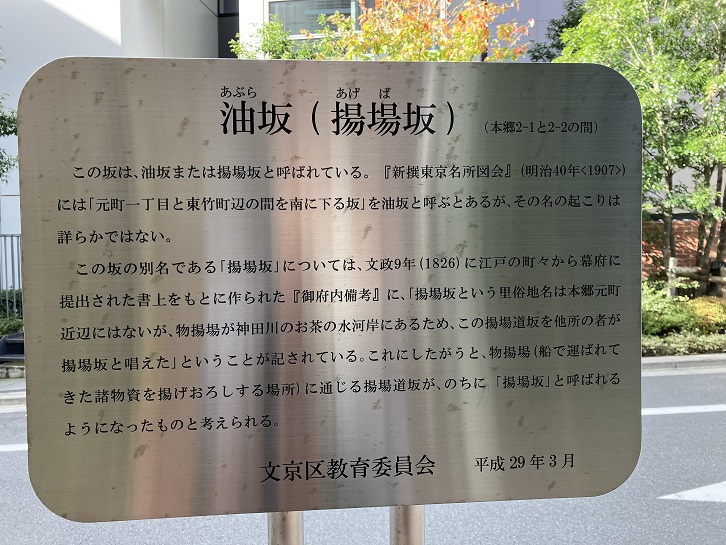 あぶら あげ ば
油坂（揚場坂）（本郷2-1と2-2の間）
この坂は、油坂または揚場坂と呼ばれている。『新撰東京名所図会』（明治40年<1907>）
には「元町一丁目と東竹町辺の間を南に下る坂」を油坂と呼ぶとあるが、その名の起こりは
詳らかではない。
この坂の別名である「揚場坂」については、文政9年（1826）に江戸の町々から幕府に
提出された書上をもとに作られた『御府内備考』に、「揚場坂という里俗地名は本郷元町
近辺にはないが、物揚場が神田川のお茶の水河岸にあるため、この揚場道坂を他所の者が
揚場坂と唱えた」ということが記されている。これにしたがうと、物揚場（船で運ばれて
きた諸物資を揚げおろしする場所）に通じる揚場道坂が、のちに「揚場坂」と呼ばれる
ようになったものと考えられる。
文京区教育委員会 平成29年3月